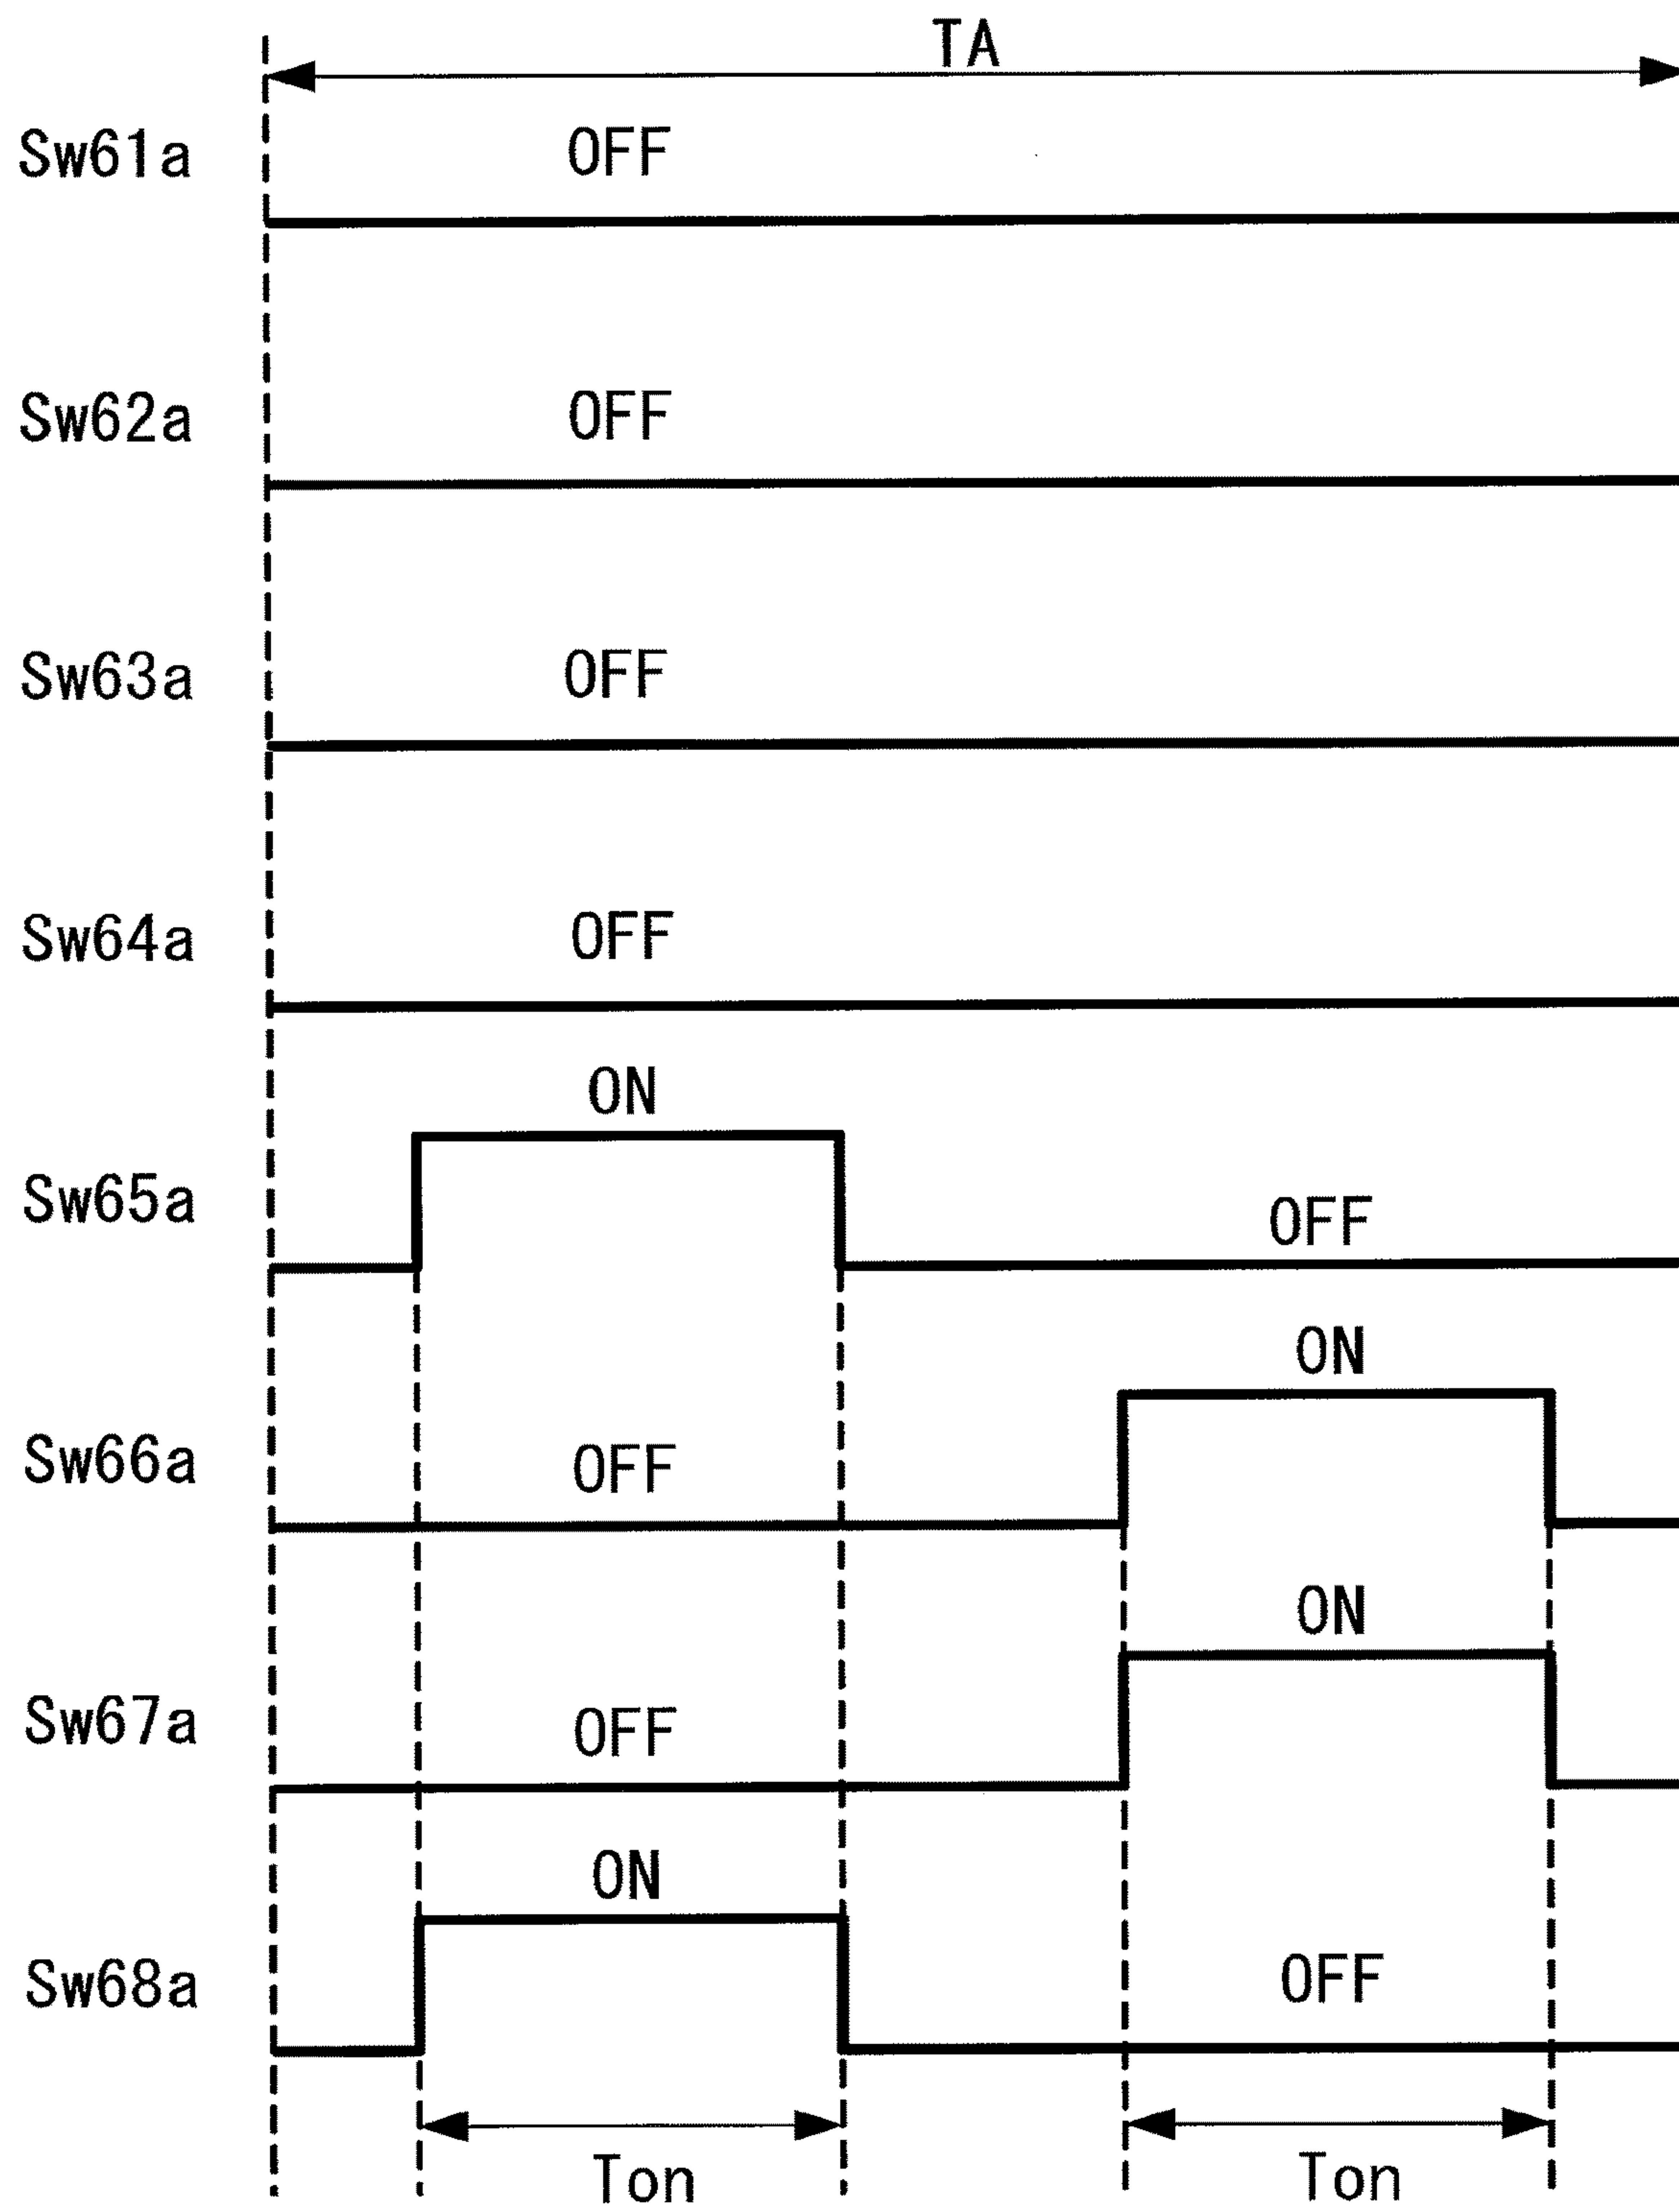 TA
Sw61a OFF
Sw62a OFF
Sw63a OFF
Sw64a OFF
ON
Sw65a OFF
ON
Sw66a OFF
ON
Sw67a OFF
ON
Sw68a OFF
Ton Ton